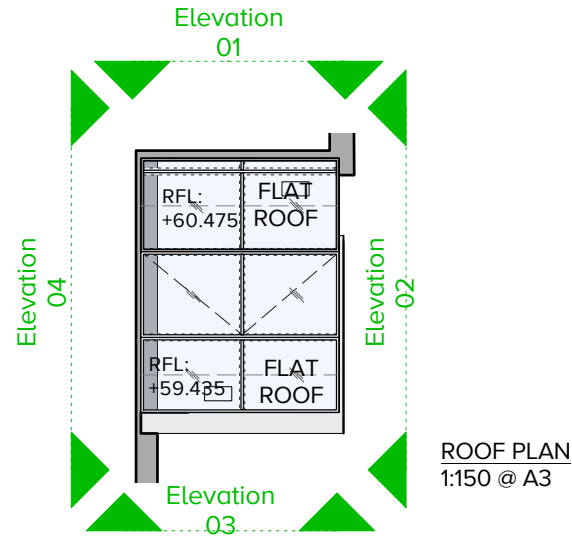 Elevation
01
RFL:
+60.475
FLAT
ROOF
Elevation
04
Elevation
02
RFL:
+59.435
FLAT
ROOF
Elevation
03
ROOF PLAN
1:150 @ A3